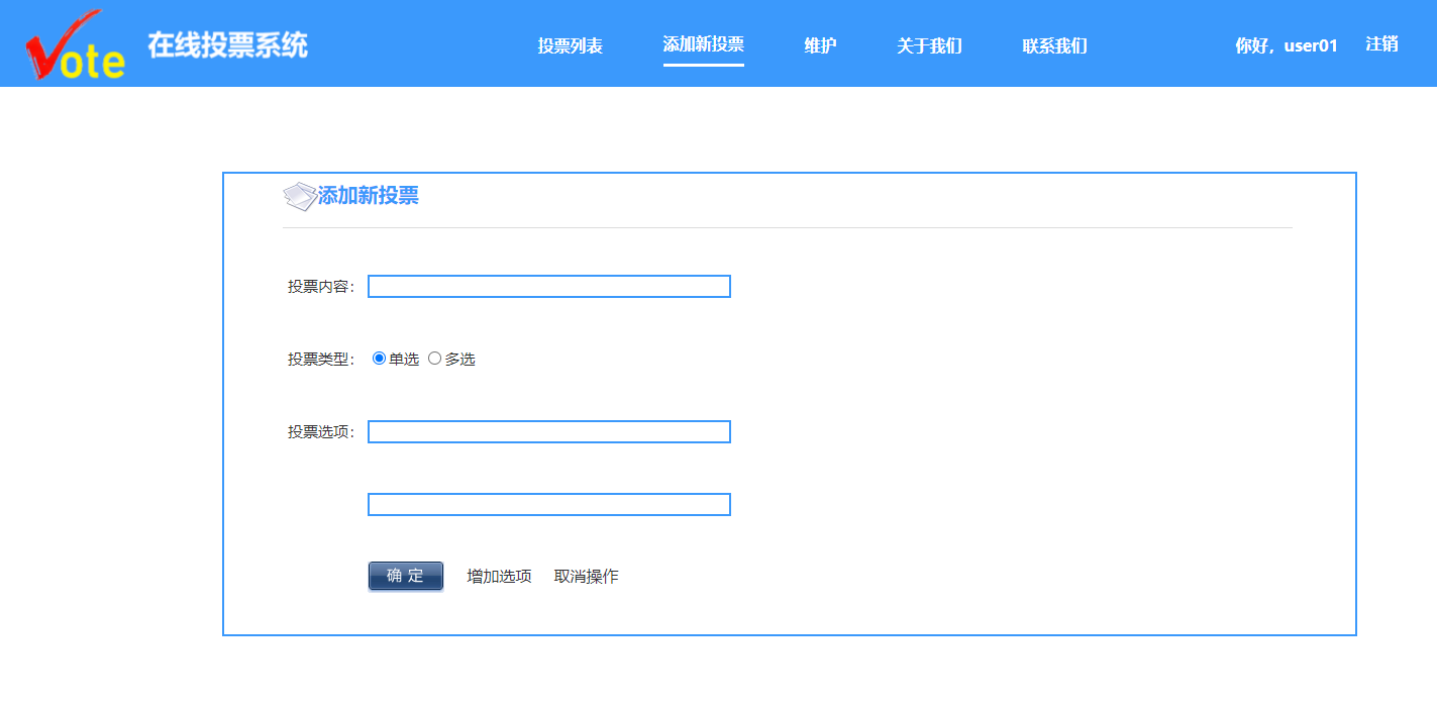 Vote 在线投票系统 投票列表 添加新投票 维护 关于我们 联系我们 你好，user01 注销
添加新投票
投票内容：
投票类型： 单选 多选
投票选项：
确 定 增加选项 取消操作